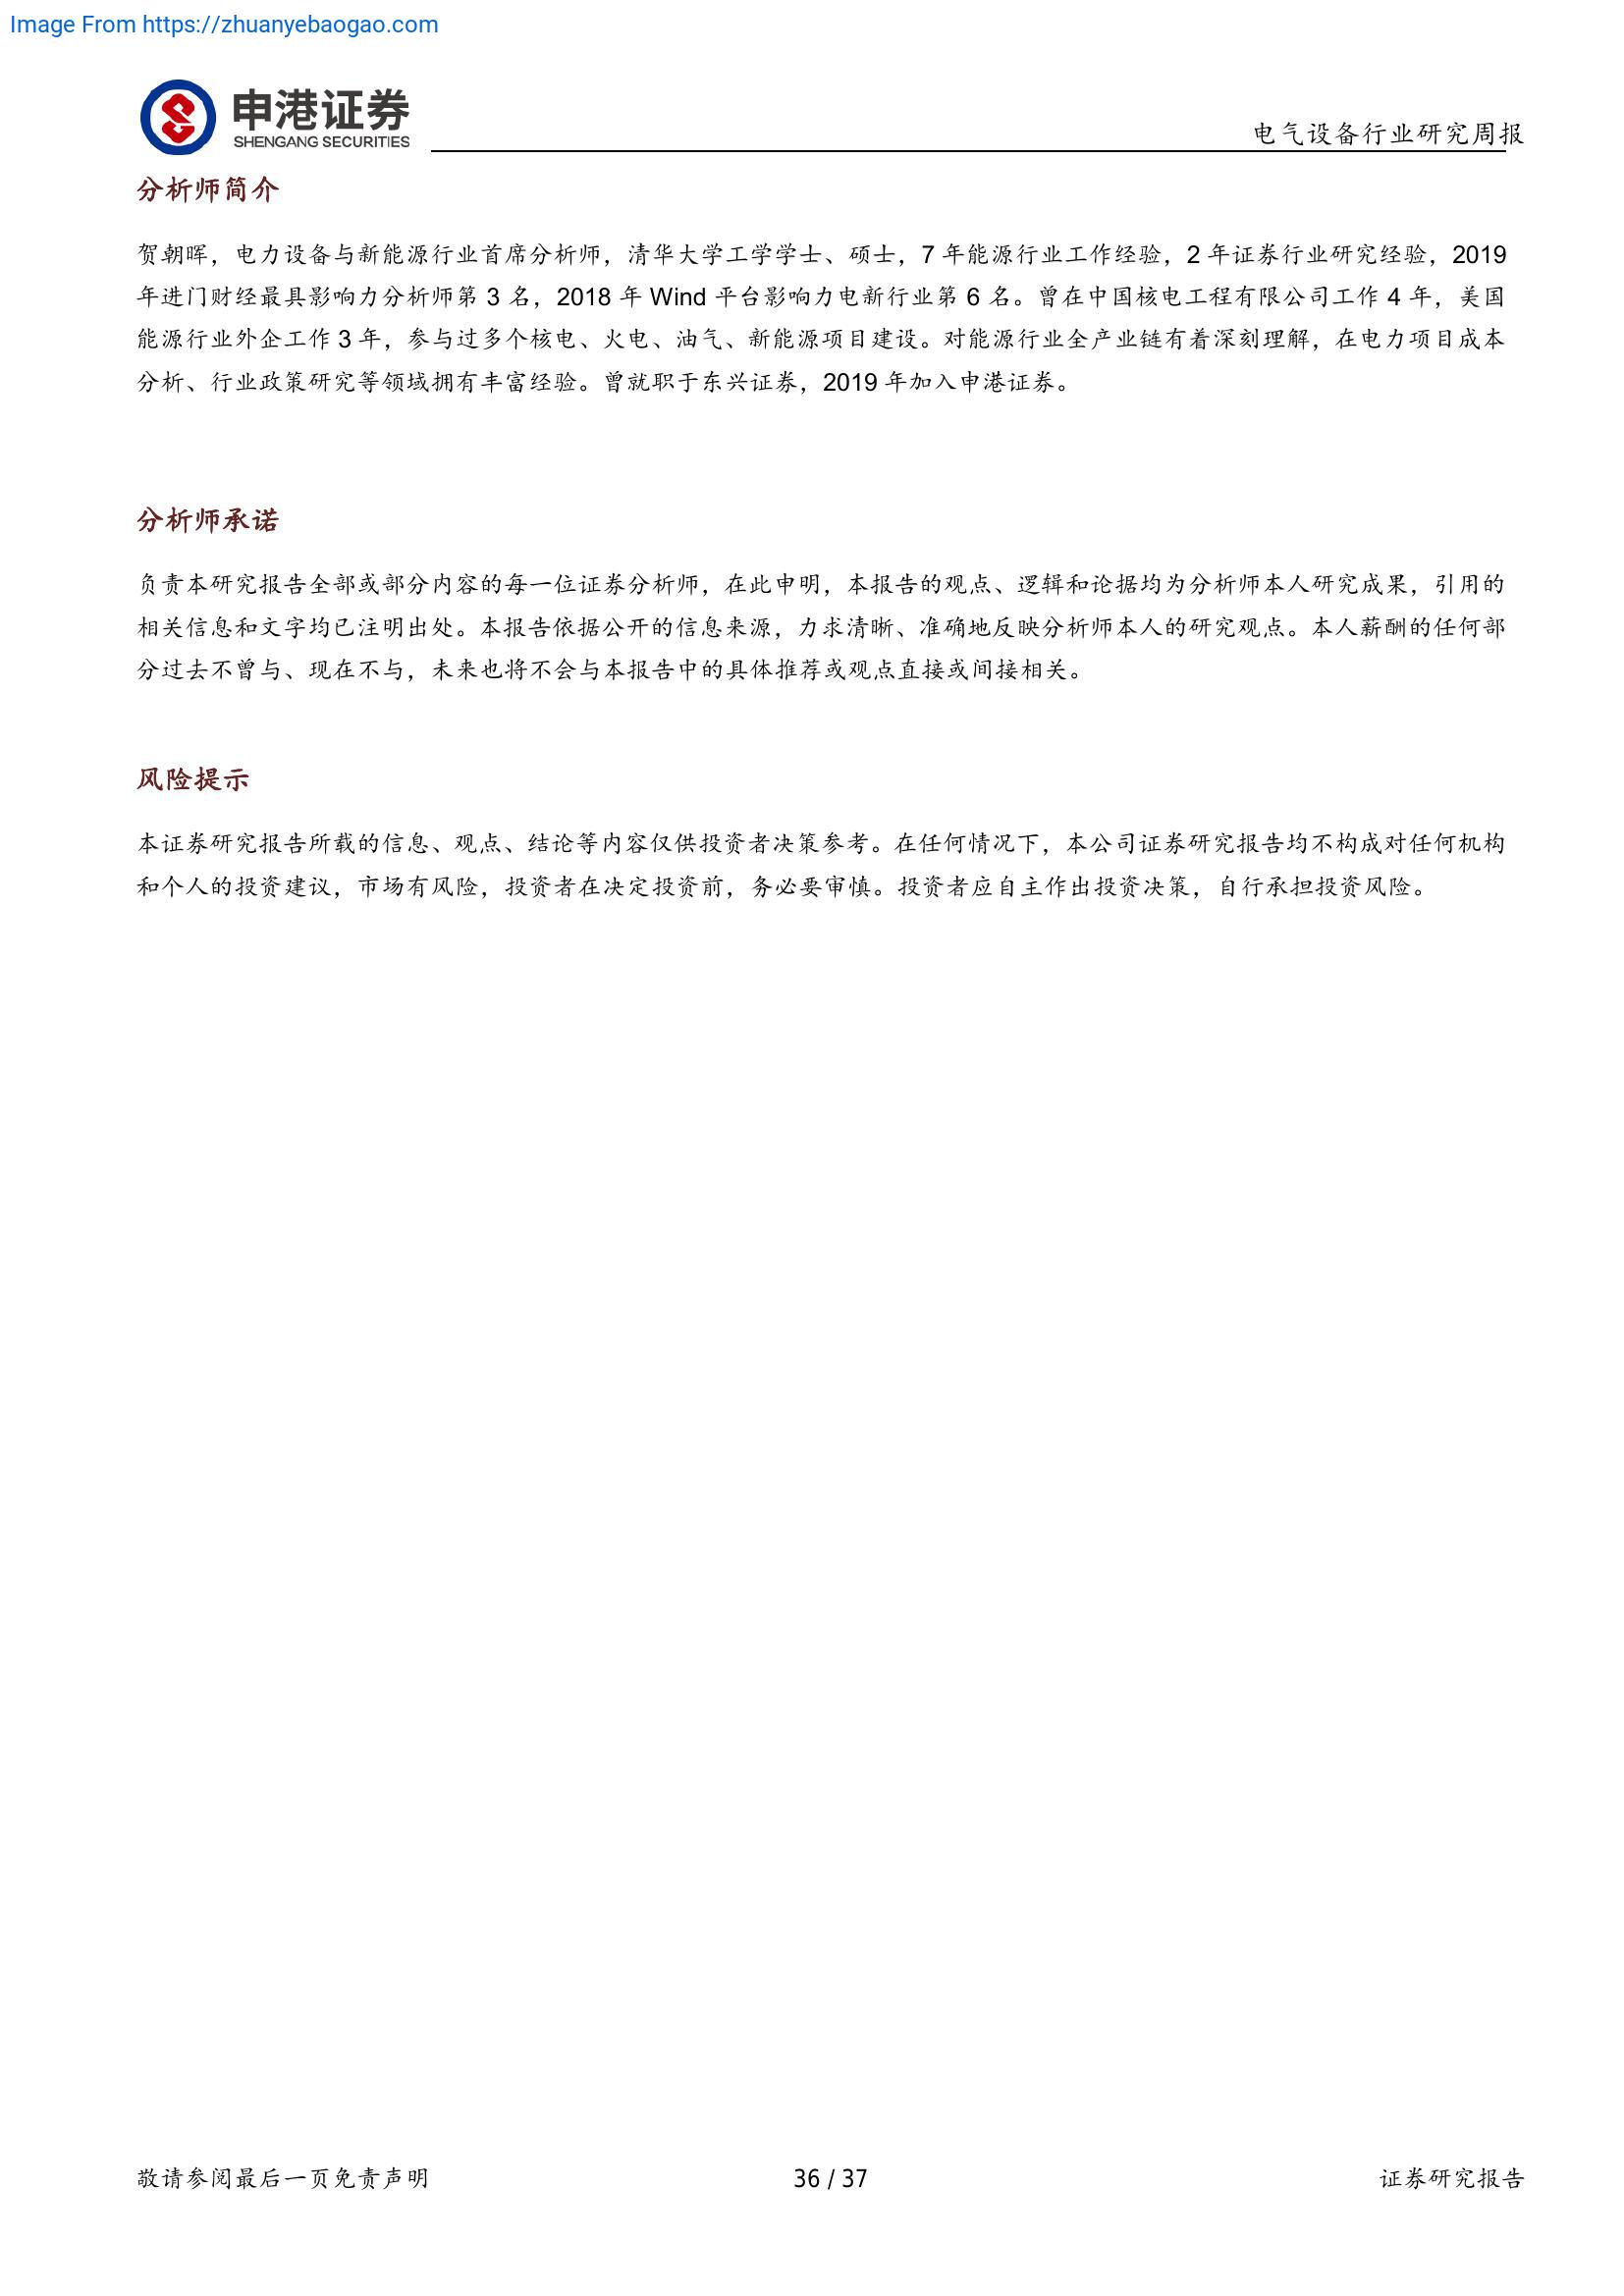 Image From https://zhuanyebaogao.com
申港证券
SHENGANG SECURITIES
电气设备行业研究周报
分析师简介
贺朝晖，电力设备与新能源行业首席分析师，清华大学工学学士、硕士，7 年能源行业工作经验，2 年证券行业研究经验，2019
年进门财经最具影响力分析师第 3 名，2018 年 Wind 平台影响力电新行业第 6 名。曾在中国核电工程有限公司工作 4 年，美国
能源行业外企工作 3 年，参与过多个核电、火电、油气、新能源项目建设。对能源行业全产业链有着深刻理解，在电力项目成本
分析、行业政策研究等领域拥有丰富经验。曾就职于东兴证券，2019 年加入申港证券。
分析师承诺
负责本研究报告全部或部分内容的每一位证券分析师，在此申明，本报告的观点、逻辑和论据均为分析师本人研究成果，引用的
相关信息和文字均已注明出处。本报告依据公开的信息来源，力求清晰、准确地反映分析师本人的研究观点。本人薪酬的任何部
分过去不曾与、现在不与，未来也将不会与本报告中的具体推荐或观点直接或间接相关。
风险提示
本证券研究报告所载的信息、观点、结论等内容仅供投资者决策参考。在任何情况下，本公司证券研究报告均不构成对任何机构
和个人的投资建议，市场有风险，投资者在决定投资前，务必要审慎。投资者应自主作出投资决策，自行承担投资风险。
敬请参阅最后一页免责声明
36 / 37
证券研究报告